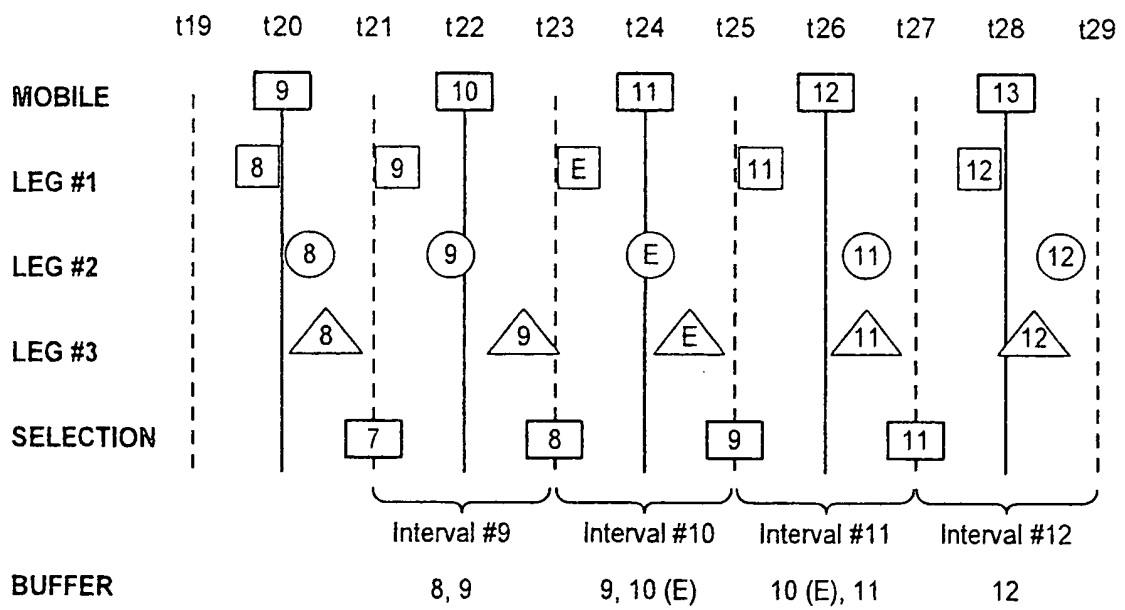 t19 t20 t21 t22 t23 t24 t25 t26 t27 t28 t29
MOBILE 9 10 11 12 13
LEG #1 8 9 E 11 12
LEG #2 8 9 E 11 12
LEG #3 8 9 E 11 12
SELECTION 7 8 9 11
Interval #9 Interval #10 Interval #11 Interval #12
BUFFER 8, 9 9, 10 (E) 10 (E), 11 12